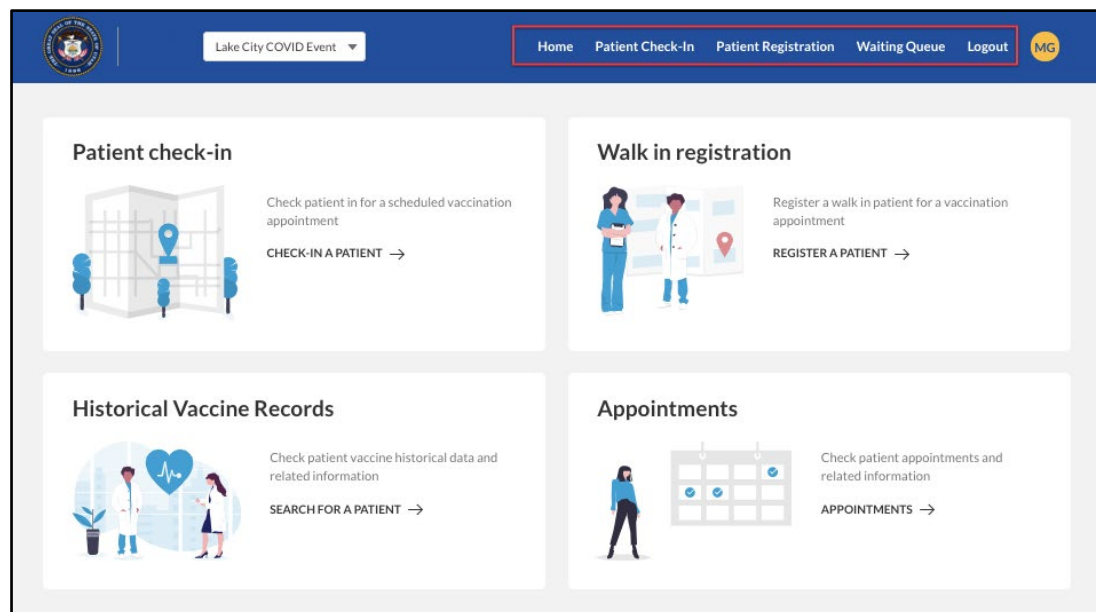 Lake City COVID Event
Home Patient Check-In Patient Registration Waiting Queue Logout MG
Patient check-in
Check patient in for a scheduled vaccination
appointment
CHECK-IN A PATIENT →
Walk in registration
Register a walk in patient for a vaccination
appointment
REGISTER A PATIENT →
Historical Vaccine Records
Check patient vaccine historical data and
related information
SEARCH FOR A PATIENT →
Appointments
Check patient appointments and
related information
APPOINTMENTS →